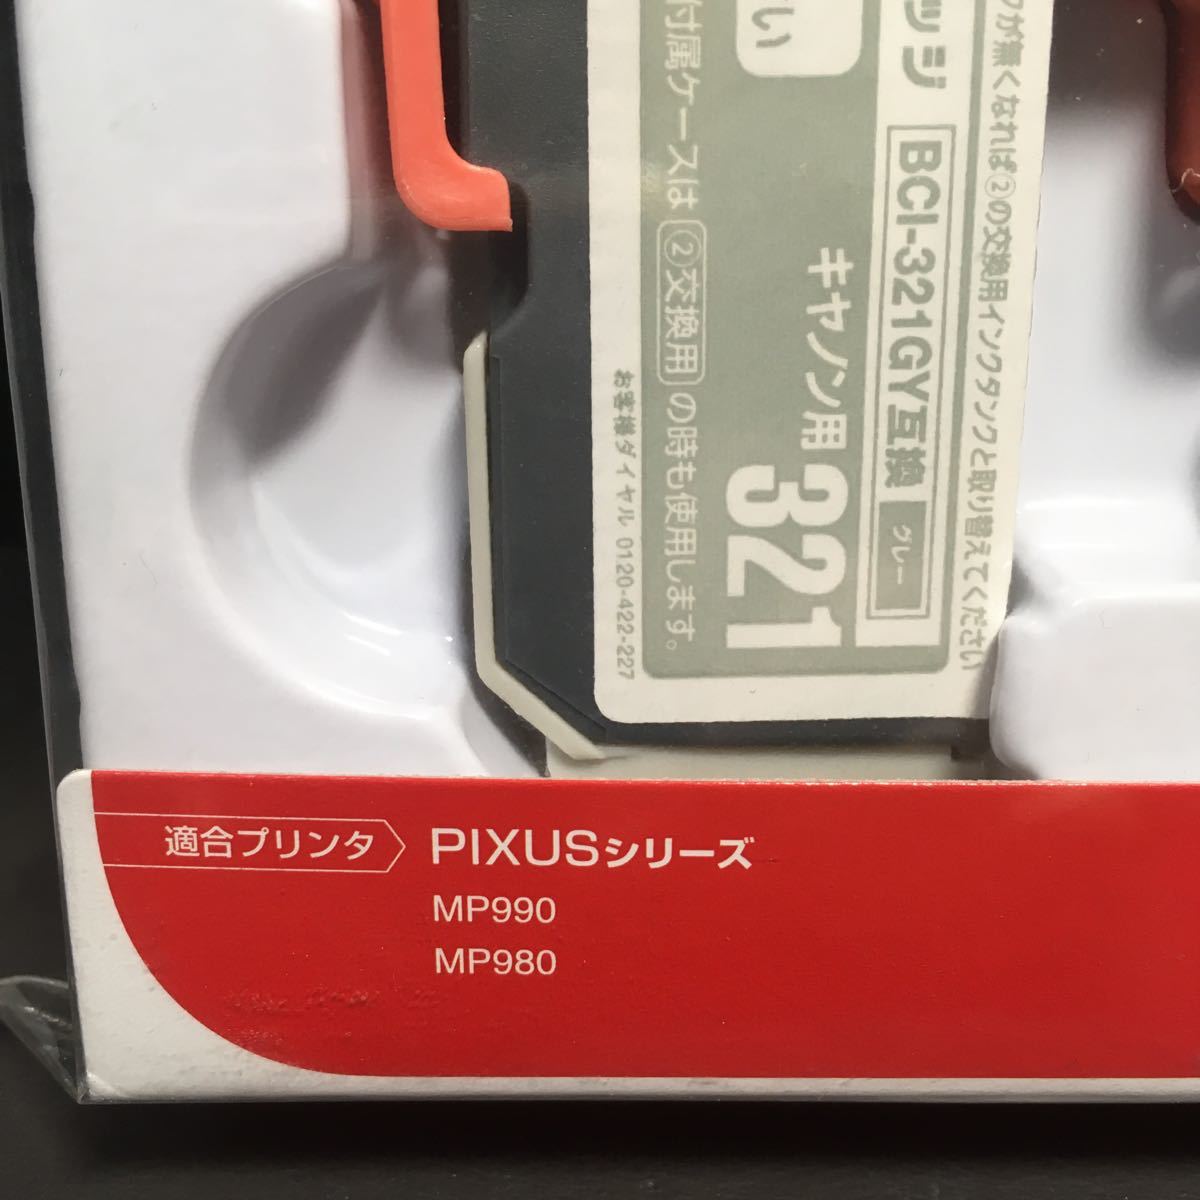 ッジ
BCI-321GY互換
グレー
が無くなれば②の交換用インクタンクと取り替えてください
キヤノン用
321
さい
付属ケースは②交換用の時も使用します。
お客様ダイヤル 0120-422-227
適合プリンタ
PIXUSシリーズ
MP990
MP980